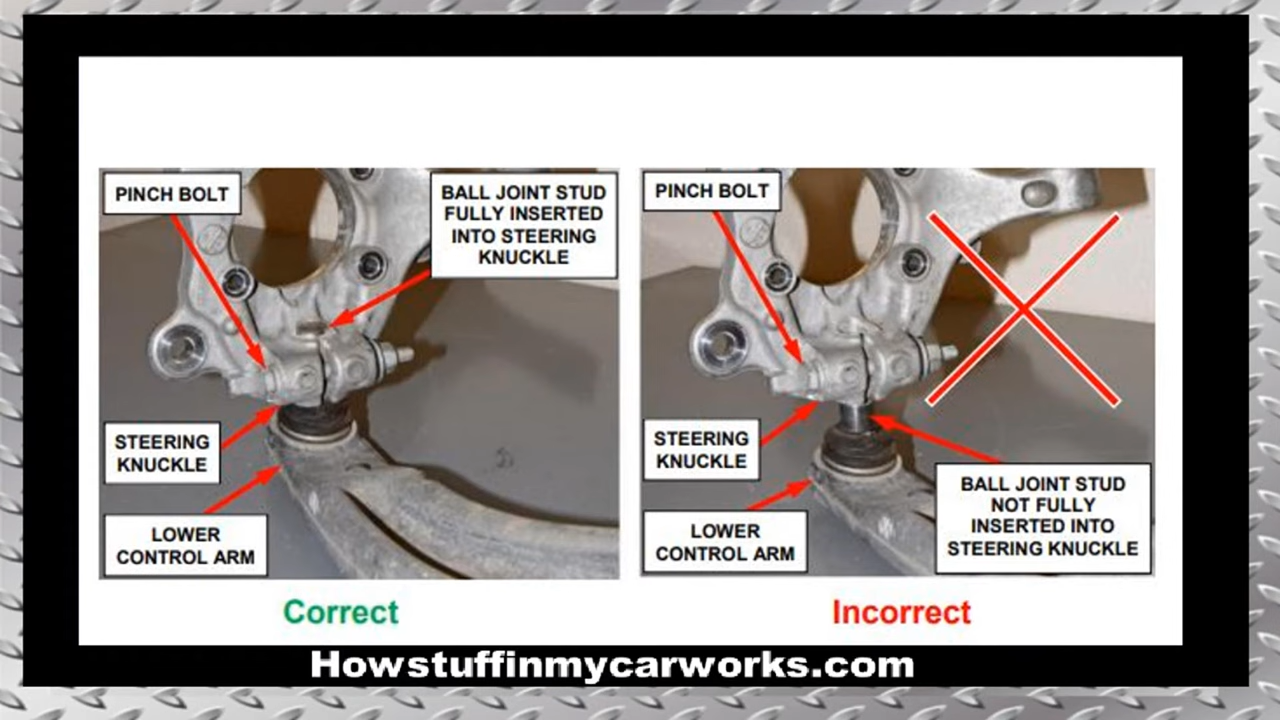 PINCH BOLT
BALL JOINT STUD
FULLY INSERTED
INTO STEERING
KNUCKLE
STEERING
KNUCKLE
LOWER
CONTROL ARM
Correct
PINCH BOLT
STEERING
KNUCKLE
LOWER
CONTROL ARM
BALL JOINT STUD
NOT FULLY
INSERTED INTO
STEERING KNUCKLE
Incorrect
Howstuffinmycarworks.com